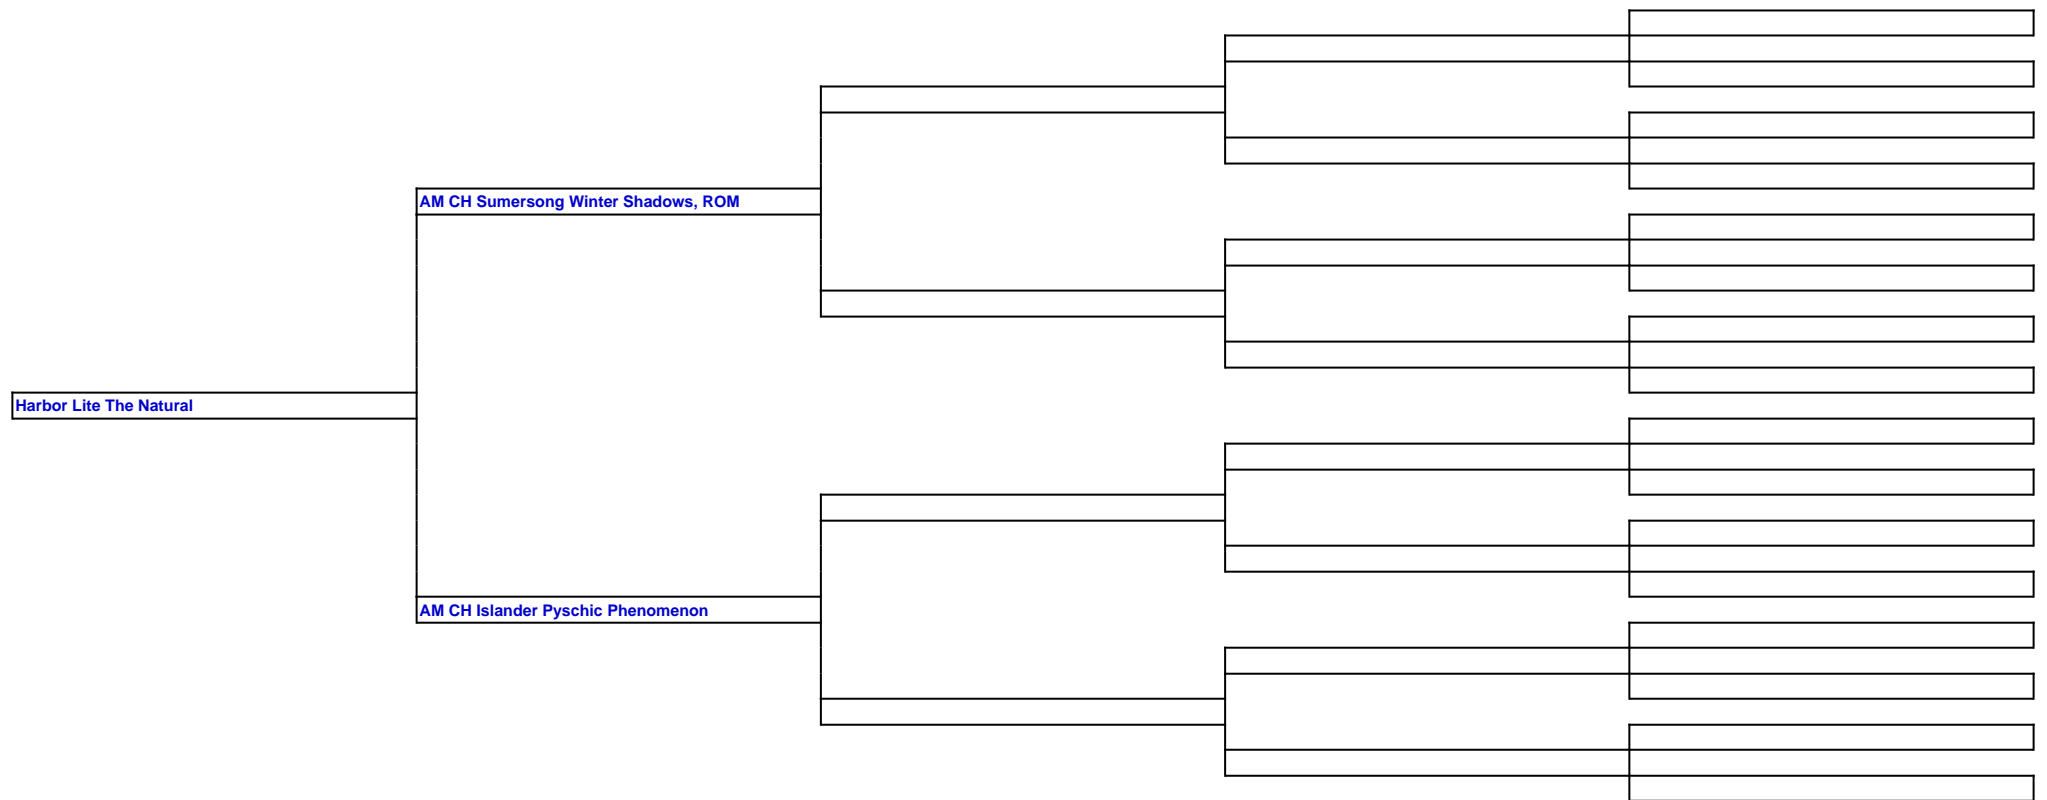 AM CH Sumersong Winter Shadows, ROM
Harbor Lite The Natural
AM CH Islander Pyschic Phenomenon